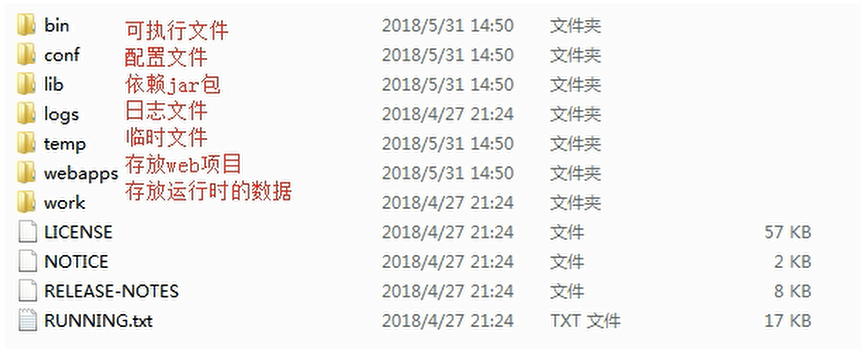 bin 可执行文件 2018/5/31 14:50 文件夹
conf 配置文件 2018/5/31 14:50 文件夹
lib 依赖jar包 2018/5/31 14:50 文件夹
logs 日志文件 2018/4/27 21:24 文件夹
temp 临时文件 2018/5/31 14:50 文件夹
webapps 存放web项目 2018/5/31 14:50 文件夹
work 存放运行时的数据 2018/4/27 21:24 文件夹
LICENSE 2018/4/27 21:24 文件 57 KB
NOTICE 2018/4/27 21:24 文件 2 KB
RELEASE-NOTES 2018/4/27 21:24 文件 8 KB
RUNNING.txt 2018/4/27 21:24 TXT 文件 17 KB